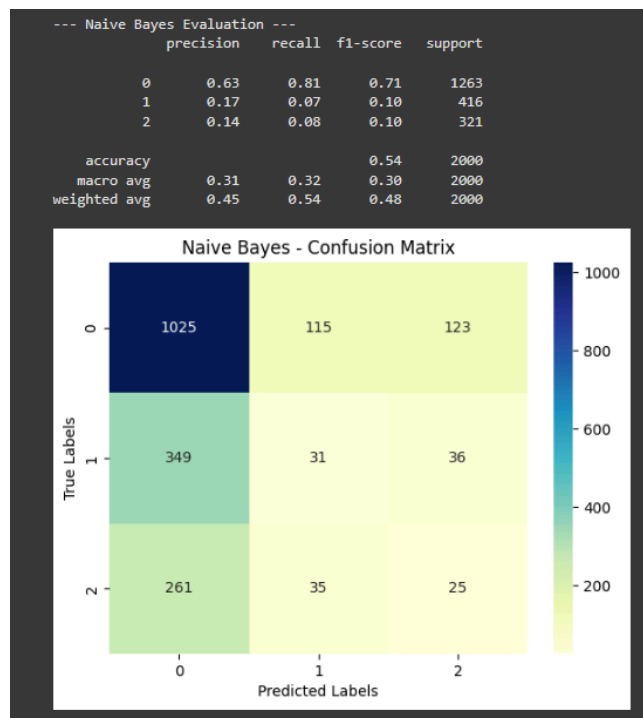 --- Naive Bayes Evaluation ---
precision recall f1-score support
0 0.63 0.81 0.71 1263
1 0.17 0.07 0.10 416
2 0.14 0.08 0.10 321
accuracy 0.54 2000
macro avg 0.31 0.32 0.30 2000
weighted avg 0.45 0.54 0.48 2000
Naive Bayes - Confusion Matrix
True Labels
0 1025 115 123
1 349 31 36
2 261 35 25
0 1 2
Predicted Labels
1000
800
600
400
200